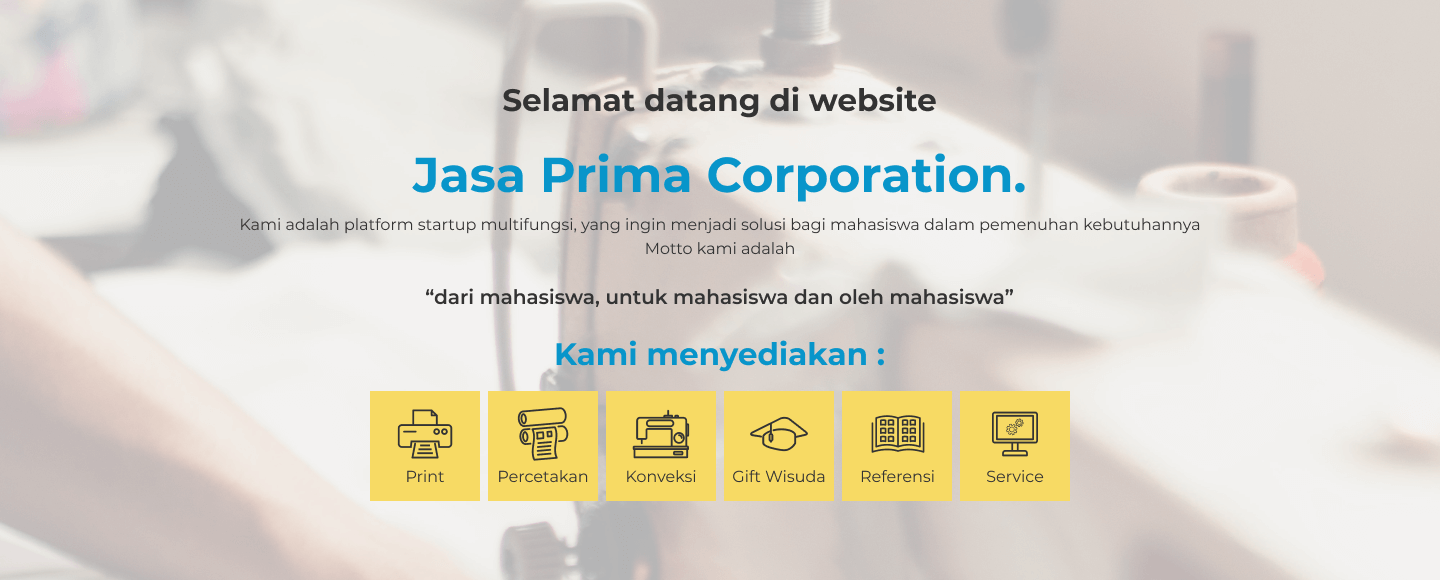 Selamat datang di website
Jasa Prima Corporation.
Kami adalah platform startup multifungsi, yang ingin menjadi solusi bagi mahasiswa dalam pemenuhan kebutuhannya
Motto kami adalah
“dari mahasiswa, untuk mahasiswa dan oleh mahasiswa”
Kami menyediakan :
Print
Percetakan
Konveksi
Gift Wisuda
Referensi
Service